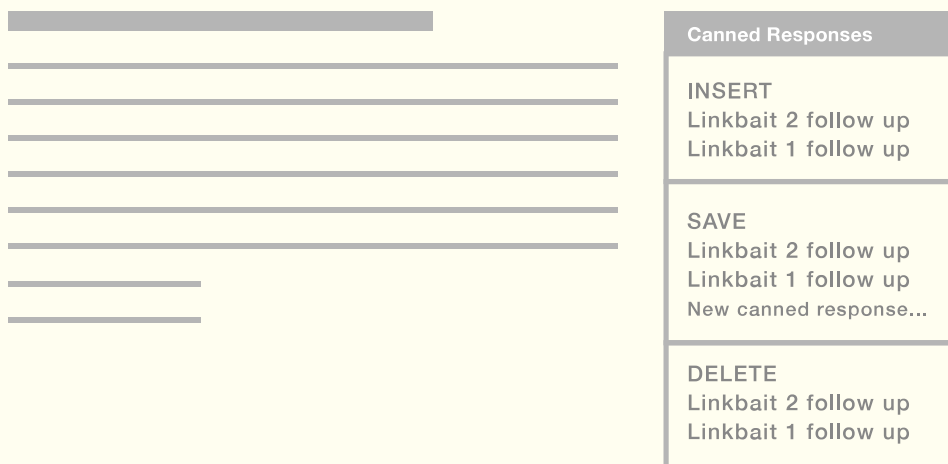 Canned Responses
INSERT
Linkbait 2 follow up
Linkbait 1 follow up
SAVE
Linkbait 2 follow up
Linkbait 1 follow up
New canned response...
DELETE
Linkbait 2 follow up
Linkbait 1 follow up